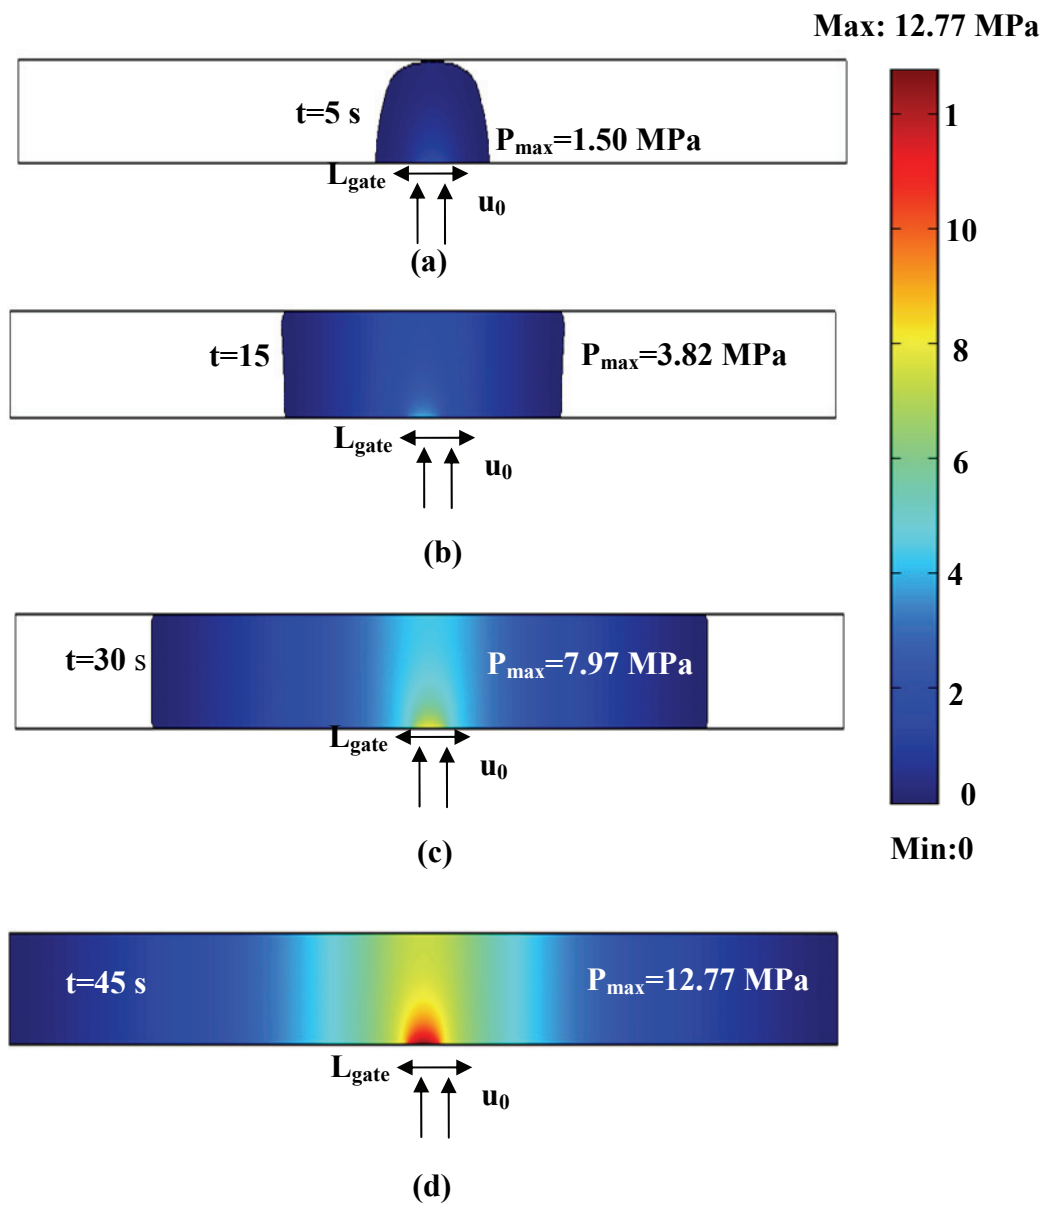 Max: 12.77 MPa
t=5 s
Pmax=1.50 MPa
Lgate
u0
(a)
t=15
Pmax=3.82 MPa
Lgate
u0
(b)
t=30 s
Pmax=7.97 MPa
Lgate
u0
(c)
t=45 s
Pmax=12.77 MPa
Lgate
u0
(d)
1
10
8
6
4
2
0
Min:0